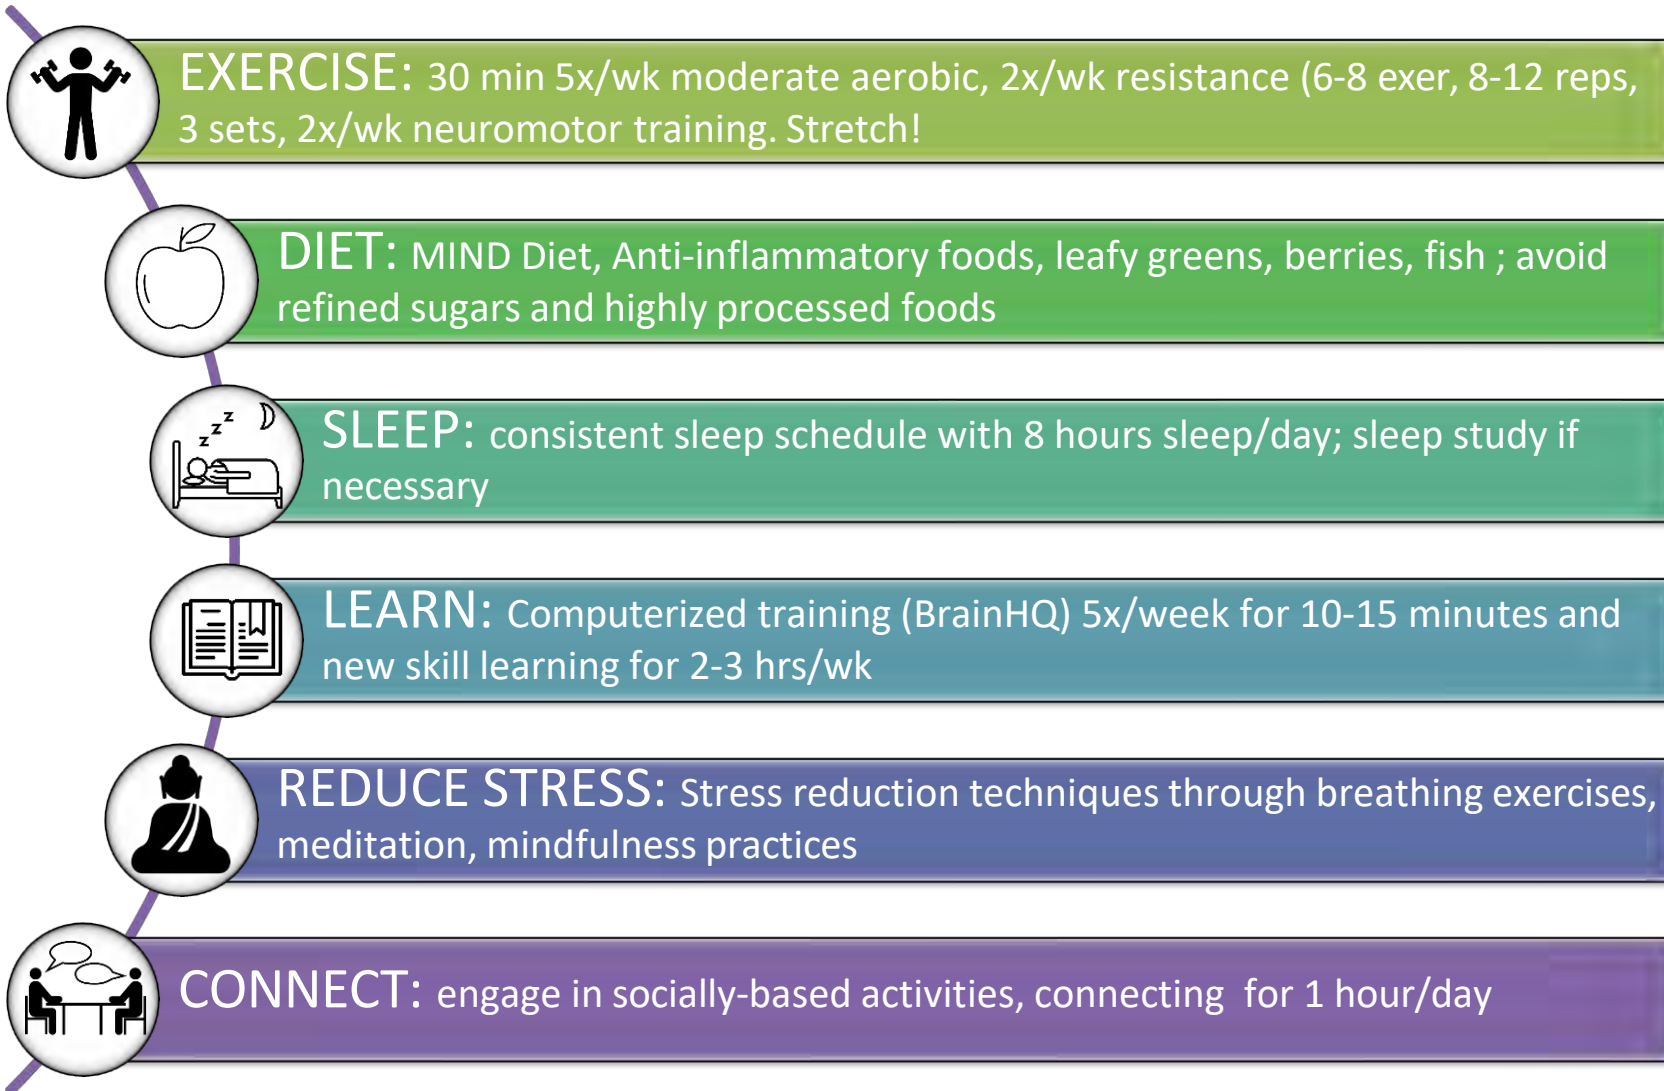 EXERCISE: 30 min 5x/wk moderate aerobic, 2x/wk resistance (6-8 exer, 8-12 reps,
3 sets, 2x/wk neuromotor training. Stretch!
DIET: MIND Diet, Anti-inflammatory foods, leafy greens, berries, fish ; avoid
refined sugars and highly processed foods
z z z
SLEEP: consistent sleep schedule with 8 hours sleep/day; sleep study if
necessary
LEARN: Computerized training (BrainHQ) 5x/week for 10-15 minutes and
new skill learning for 2-3 hrs/wk
REDUCE STRESS: Stress reduction techniques through breathing exercises,
meditation, mindfulness practices
CONNECT: engage in socially-based activities, connecting  for 1 hour/day